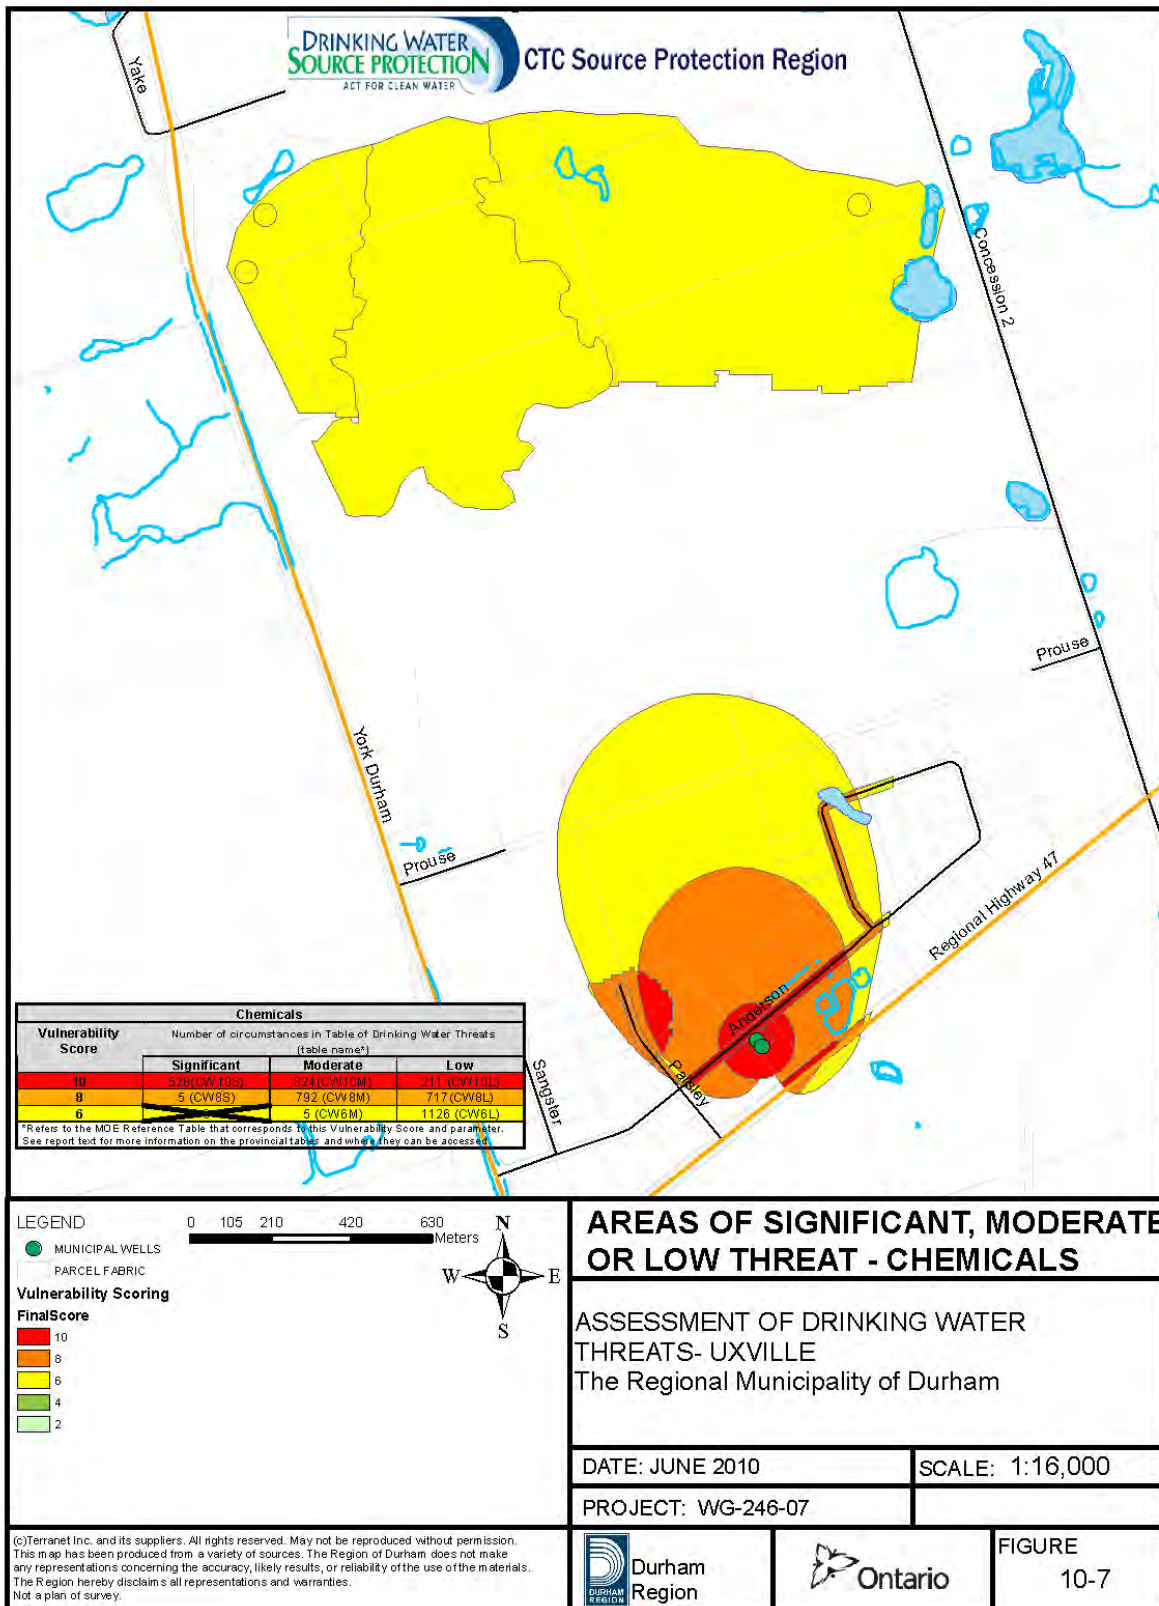 DRINKING WATER
SOURCE PROTECTION
ACT FOR CLEAN WATER
CTC Source Protection Region
Yake
Concession 2
Prouse
York Durham
Prouse
Regional Highway 47
Anderson
Paisley
Sangster
Chemicals
Vulnerability Score
Number of circumstances in Table of Drinking Water Threats
(table name*)
Significant Moderate Low
10 528(CW10S) 324(CW10M) 211 (CW10L)
8 5 (CW8S) 792 (CW8M) 717 (CW8L)
6 5 (CW6M) 1126 (CW6L)
*Refers to the MOE Reference Table that corresponds to this Vulnerability Score and parameter.
See report text for more information on the provincial tables and where they can be accessed.
LEGEND
MUNICIPAL WELLS
PARCEL FABRIC
Vulnerability Scoring
FinalScore
10
8
6
4
2
0 105 210 420 630
Meters
N
W E
S
AREAS OF SIGNIFICANT, MODERATE
OR LOW THREAT - CHEMICALS
ASSESSMENT OF DRINKING WATER
THREATS- UXVILLE
The Regional Municipality of Durham
DATE: JUNE 2010
SCALE: 1:16,000
PROJECT: WG-246-07
(c)Terranet Inc. and its suppliers. All rights reserved. May not be reproduced without permission.
This map has been produced from a variety of sources. The Region of Durham does not make
any representations concerning the accuracy, likely results, or reliability of the use of the materials.
The Region hereby disclaims all representations and warranties.
Not a plan of survey.
DURHAM
REGION
Durham
Region
Ontario
FIGURE
10-7